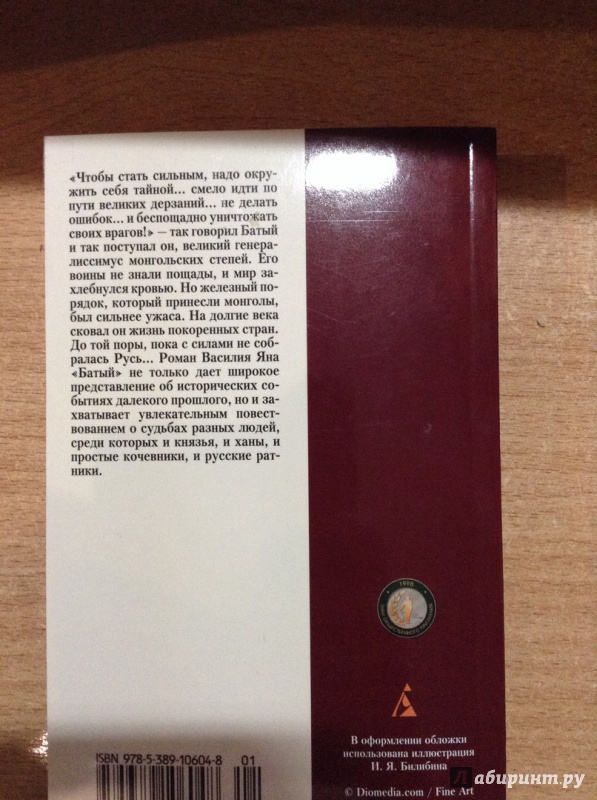 «Чтобы стать сильным, надо окру-
жить себя тайной... смело идти по
пути великих дерзаний... не делать
ошибок... и беспощадно уничтожать
своих врагов!» — так говорил Батый
и так поступал он, великий генера-
лиссимус монгольских степей. Его
воины не знали пощады, и мир за-
хлебнулся кровью. Но железный по-
рядок, который принесли монголы,
был сильнее ужаса. На долгие века
сковал он жизнь покоренных стран.
До той поры, пока с силами не соб-
ралась Русь... Роман Василия Яна
«Батый» не только дает широкое
представление об исторических со-
бытиях далекого прошлого, но и за-
хватывает увлекательным повест-
вованием о судьбах разных людей,
среди которых и князья, и ханы, и
простые кочевники, и русские рат-
ники.
1998
В оформлении обложки
использована иллюстрация
И. Я. Билибина
© Diomedia.com / Fine Art
ISBN 978-5-389-10604-8 01
Лабиринт.ру